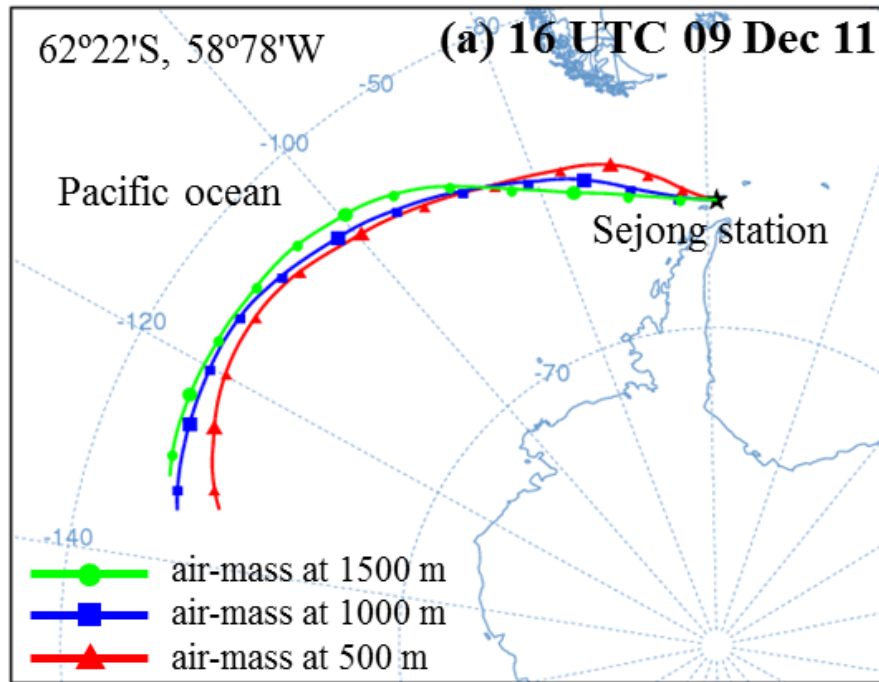 62º22'S, 58º78'W
(a) 16 UTC 09 Dec 11
-80
-50
-100
Pacific ocean
Sejong station
-120
-70
-140
air-mass at 1500 m
air-mass at 1000 m
air-mass at 500 m